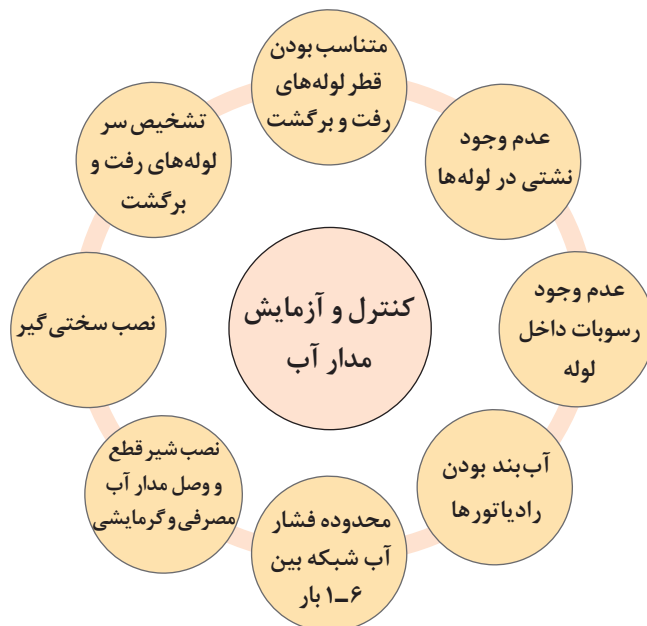 متناسب بودن
قطر لوله‌های
رفت و برگشت
عدم وجود
نشتی در لوله‌ها
عدم وجود
رسوبات داخل
لوله
آب‌بند بودن
رادیاتورها
محدوده فشار
آب شبکه بین
۱ــ۶ بار
نصب شیر قطع
و وصل مدار آب
مصرفی و گرمایشی
نصب سختی گیر
تشخیص سر
لوله‌های رفت و
برگشت
کنترل و آزمایش
مدار آب